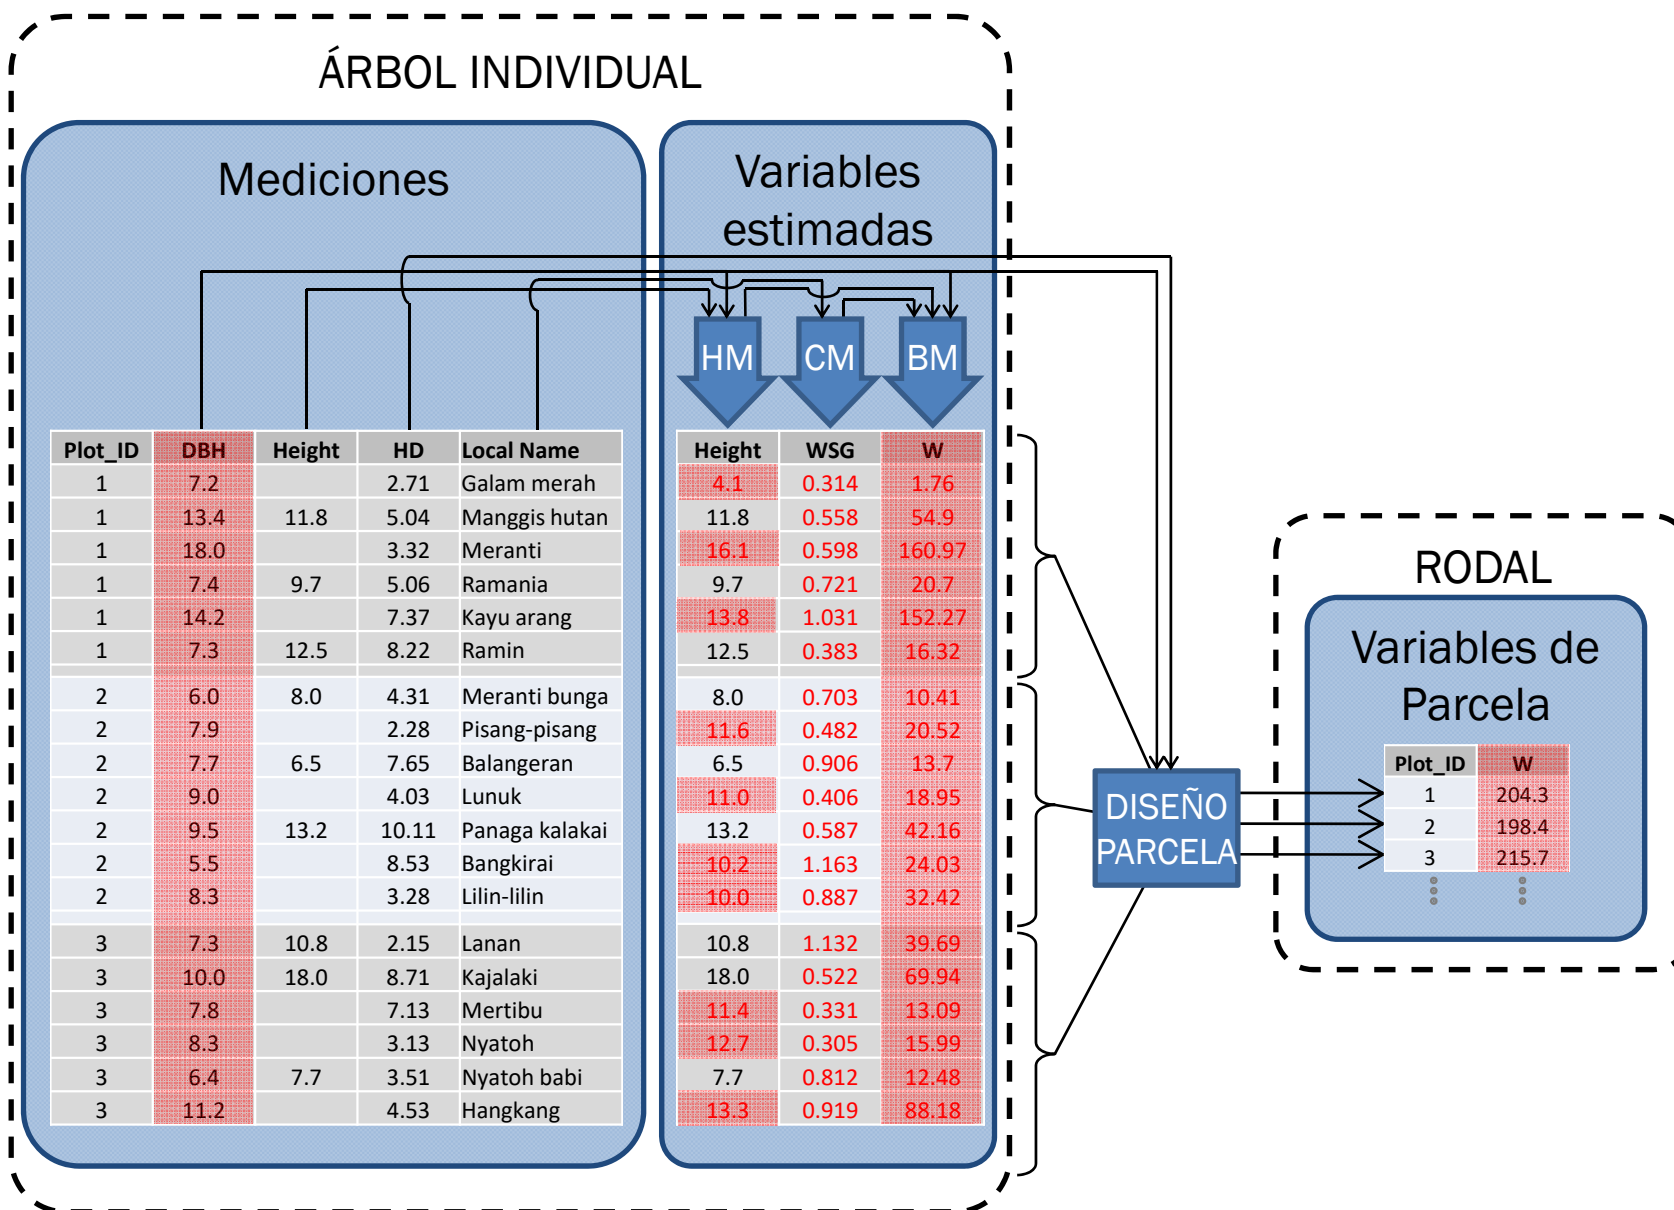 ÁRBOL INDIVIDUAL
Mediciones
Variables
estimadas
HM CM BM
Plot_ID DBH Height HD Local Name
1 7.2 2.71 Galam merah
1 13.4 11.8 5.04 Manggis hutan
1 18.0 3.32 Meranti
1 7.4 9.7 5.06 Ramania
1 14.2 7.37 Kayu arang
1 7.3 12.5 8.22 Ramin
2 6.0 8.0 4.31 Meranti bunga
2 7.9 2.28 Pisang-pisang
2 7.7 6.5 7.65 Balangeran
2 9.0 4.03 Lunuk
2 9.5 13.2 10.11 Panaga kalakai
2 5.5 8.53 Bangkirai
2 8.3 3.28 Lilin-lilin
3 7.3 10.8 2.15 Lanan
3 10.0 18.0 8.71 Kajalaki
3 7.8 7.13 Mertibu
3 8.3 3.13 Nyatoh
3 6.4 7.7 3.51 Nyatoh babi
3 11.2 4.53 Hangkang
Height WSG W
4.1 0.314 1.76
11.8 0.558 54.9
16.1 0.598 160.97
9.7 0.721 20.7
13.8 1.031 152.27
12.5 0.383 16.32
8.0 0.703 10.41
11.6 0.482 20.52
6.5 0.906 13.7
11.0 0.406 18.95
13.2 0.587 42.16
10.2 1.163 24.03
10.0 0.887 32.42
10.8 1.132 39.69
18.0 0.522 69.94
11.4 0.331 13.09
12.7 0.305 15.99
7.7 0.812 12.48
13.3 0.919 88.18
DISEÑO
PARCELA
RODAL
Variables de
Parcela
Plot_ID W
1 204.3
2 198.4
3 215.7